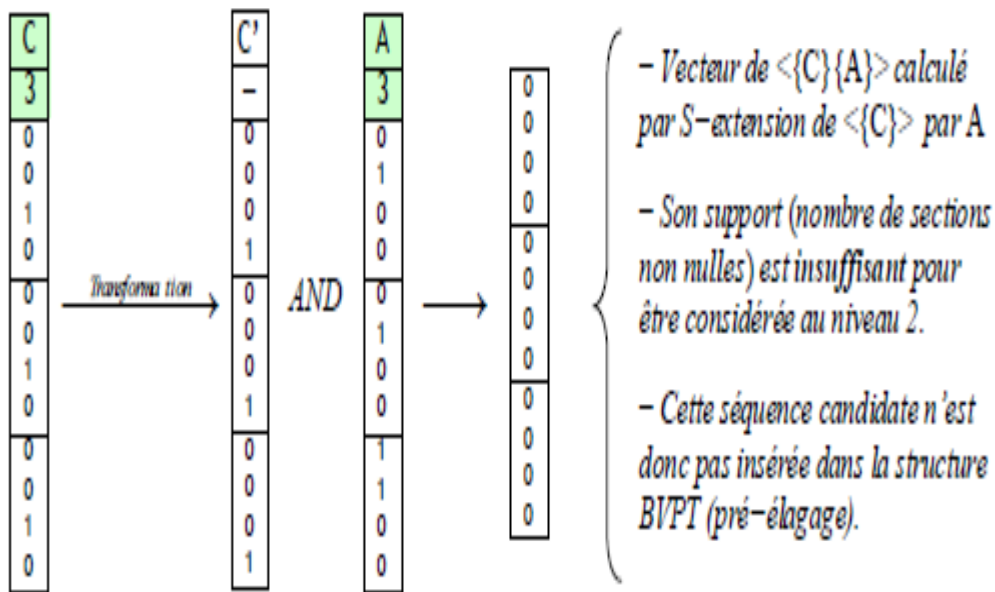 C C' A
3 – 3
0 0 0 0
0 0 1 0
1 0 0 0
0 1 0 0
0 0 0 0
0 0 1 0
1 0 0 0
0 1 0 0
0 0 1 0
0 0 1 0
1 0 0 0
0 1 0 0
Transformation
AND
– Vecteur de <{C}{A}> calculé
par S–extension de <{C}> par A
– Son support (nombre de sections
non nulles) est insuffisant pour
être considérée au niveau 2.
– Cette séquence candidate n'est
donc pas insérée dans la structure
BVPT (pré–élagage).